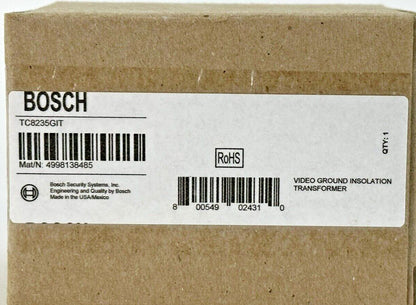 BOSCH
TC8235GIT
Mat/N: 4998138485
Bosch Security Systems, Inc.
Engineering and Quality by Bosch
Made in the USA/Mexico
RoHS
8 00549 02431 0
VIDEO GROUND INSOLATION
TRANSFORMER
QTY: 1